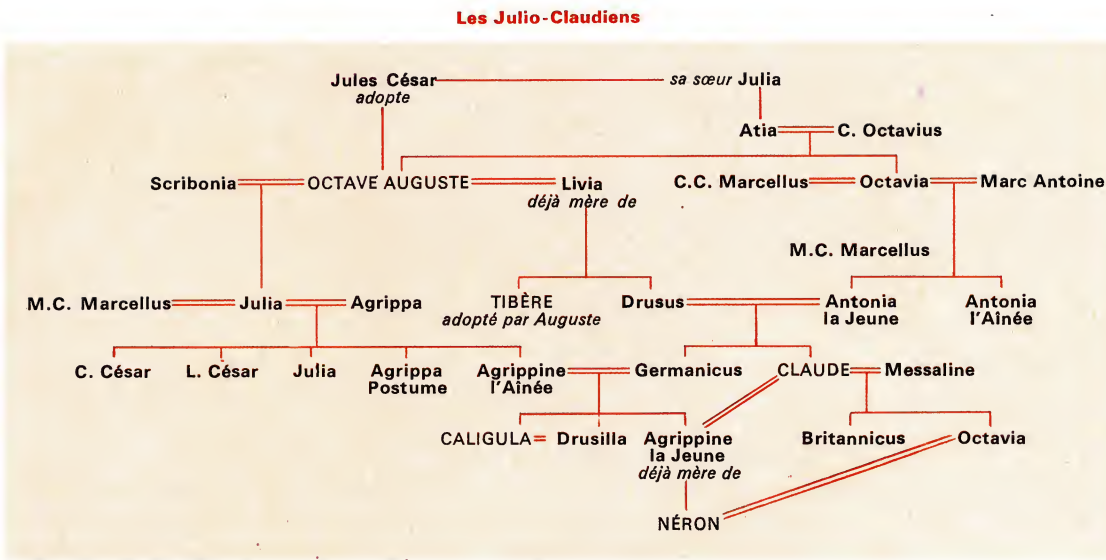 Les Julio-Claudiens
Jules César sa sœur Julia
adopte
Atia C. Octavius
Scribonia OCTAVE AUGUSTE Livia C.C. Marcellus Octavia Marc Antoine
déjà mère de
M.C. Marcellus
M.C. Marcellus Julia Agrippa TIBÈRE Drusus Antonia Antonia
adopté par Auguste la Jeune l'Aînée
C. César L. César Julia Agrippa Agrippine Germanicus CLAUDE Messaline
Postume l'Aînée
CALIGULA Drusilla Agrippine Britannicus Octavia
la Jeune
déjà mère de
NÉRON